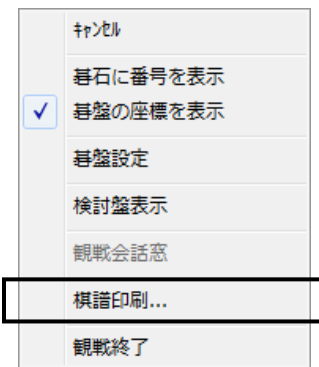 ｷｬﾝｾﾙ
碁石に番号を表示
碁盤の座標を表示
碁盤設定
検討盤表示
観戦会話窓
棋譜印刷...
観戦終了